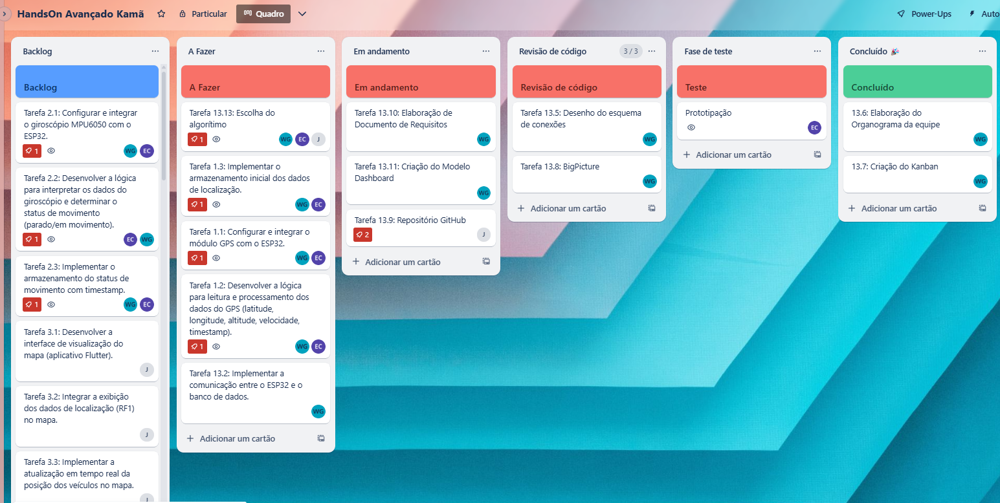 HandsOn Avançado Kamã
Particular
Quadro
Power-Ups
Auto
Backlog
Backlog
Tarefa 2.1: Configurar e integrar
o giroscópio MPU6050 com o
ESP32.
1
WG EC
Tarefa 2.2: Desenvolver a lógica
para interpretar os dados do
giroscópio e determinar o
status de movimento
(parado/em movimento).
1
EC WG
Tarefa 2.3: Implementar o
armazenamento do status de
movimento com timestamp.
1
WG EC
Tarefa 3.1: Desenvolver a
interface de visualização do
mapa (aplicativo Flutter).
J
Tarefa 3.2: Integrar a exibição
dos dados de localização (RF1)
no mapa.
J
Tarefa 3.3: Implementar a
atualização em tempo real da
posição dos veículos no mapa.
J
A Fazer
A Fazer
Tarefa 13.13: Escolha do
algorítimo
1
WG EC J
Tarefa 1.3: Implementar o
armazenamento inicial dos dados
de localização.
1
WG EC
Tarefa 1.1: Configurar e integrar o
módulo GPS com o ESP32.
1
WG EC
Tarefa 1.2: Desenvolver a lógica
para leitura e processamento dos
dados do GPS (latitude,
longitude, altitude, velocidade,
timestamp).
1
WG EC
Tarefa 13.2: Implementar a
comunicação entre o ESP32 e o
banco de dados.
WG
Adicionar um cartão
Em andamento
Em andamento
Tarefa 13.10: Elaboração de
Documento de Requisitos
WG
Tarefa 13.11: Criação do Modelo
Dashboard
WG
Tarefa 13.9: Repositório GitHub
2
J
Adicionar um cartão
Revisão de código
3 / 3
Revisão de código
Tarefa 13.5: Desenho do esquema
de conexões
WG
Tarefa 13.8: BigPicture
WG
Adicionar um cartão
Fase de teste
Teste
Prototipação
EC
Adicionar um cartão
Concluído 🎉
Concluído
13.6: Elaboração do
Organograma da equipe
WG
13.7: Criação do Kanban
WG
Adicionar um cartão